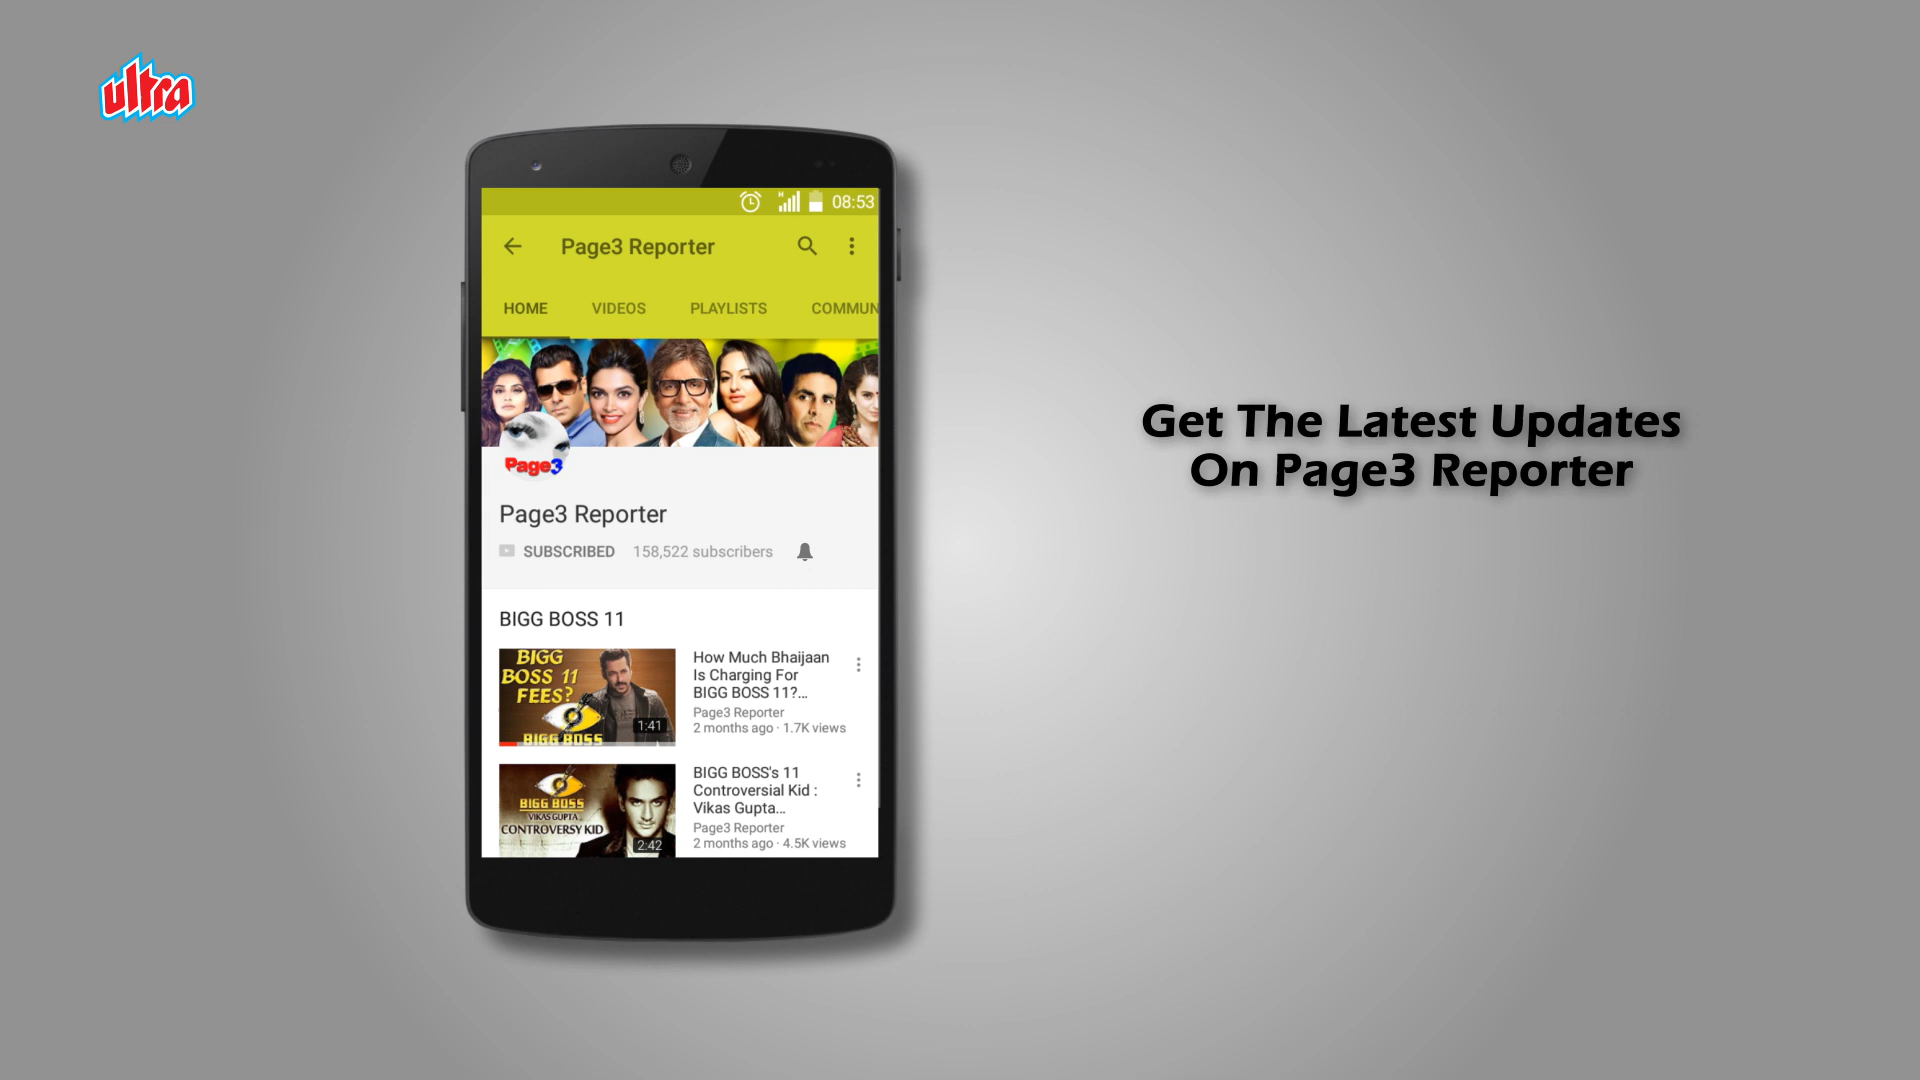 ultra
08:53
Page3 Reporter
HOME VIDEOS PLAYLISTS COMMUN
Page3
Page3 Reporter
SUBSCRIBED 158,522 subscribers
BIGG BOSS 11
BIGG
BOSS 11
FEES?
BIGG BOSS
1:41
How Much Bhaijaan
Is Charging For
BIGG BOSS 11?...
Page3 Reporter
2 months ago · 1.7K views
BIGG BOSS
VIKAS GUPTA
CONTROVERSY KID
2:42
BIGG BOSS's 11
Controversial Kid :
Vikas Gupta...
Page3 Reporter
2 months ago · 4.5K views
Get The Latest Updates
On Page3 Reporter